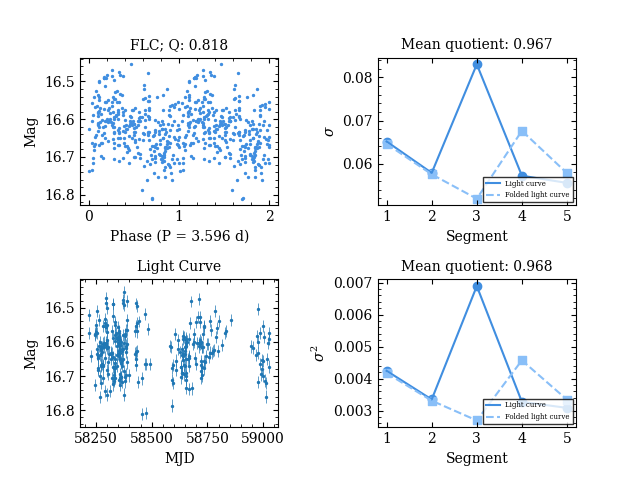 FLC; Q: 0.818
Mag
16.5
16.6
16.7
16.8
0
1
2
Phase (P = 3.596 d)
Mean quotient: 0.967
σ
0.08
0.07
0.06
Light curve
Folded light curve
1
2
3
4
5
Segment
Light Curve
Mag
16.5
16.6
16.7
16.8
58250
58500
58750
59000
MJD
Mean quotient: 0.968
σ²
0.007
0.006
0.005
0.004
0.003
Light curve
Folded light curve
1
2
3
4
5
Segment